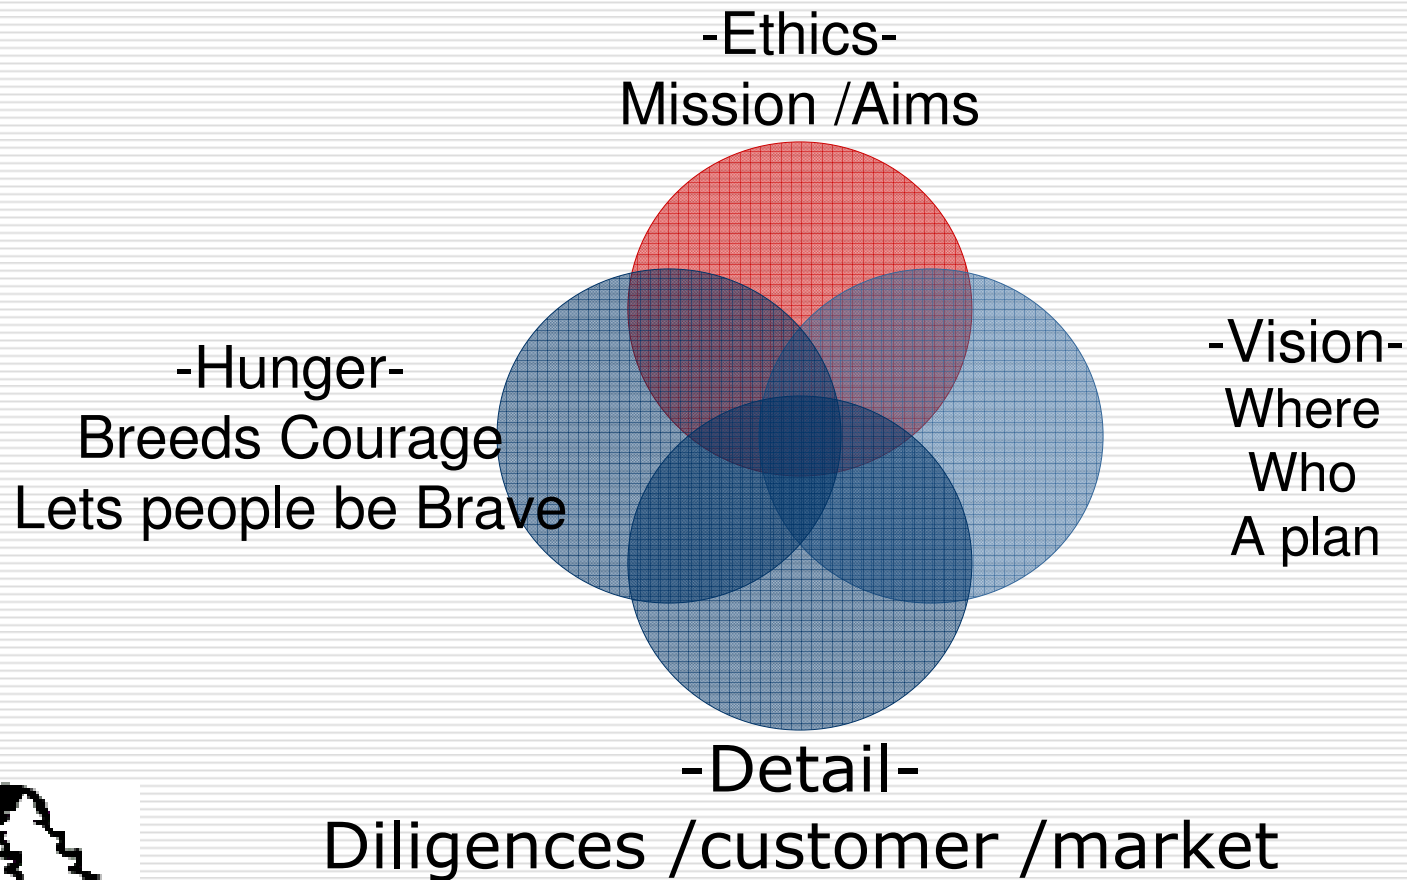 -Ethics-
Mission /Aims
-Hunger-
Breeds Courage
Lets people be Brave
-Vision-
Where
Who
A plan
-Detail-
Diligences /customer /market